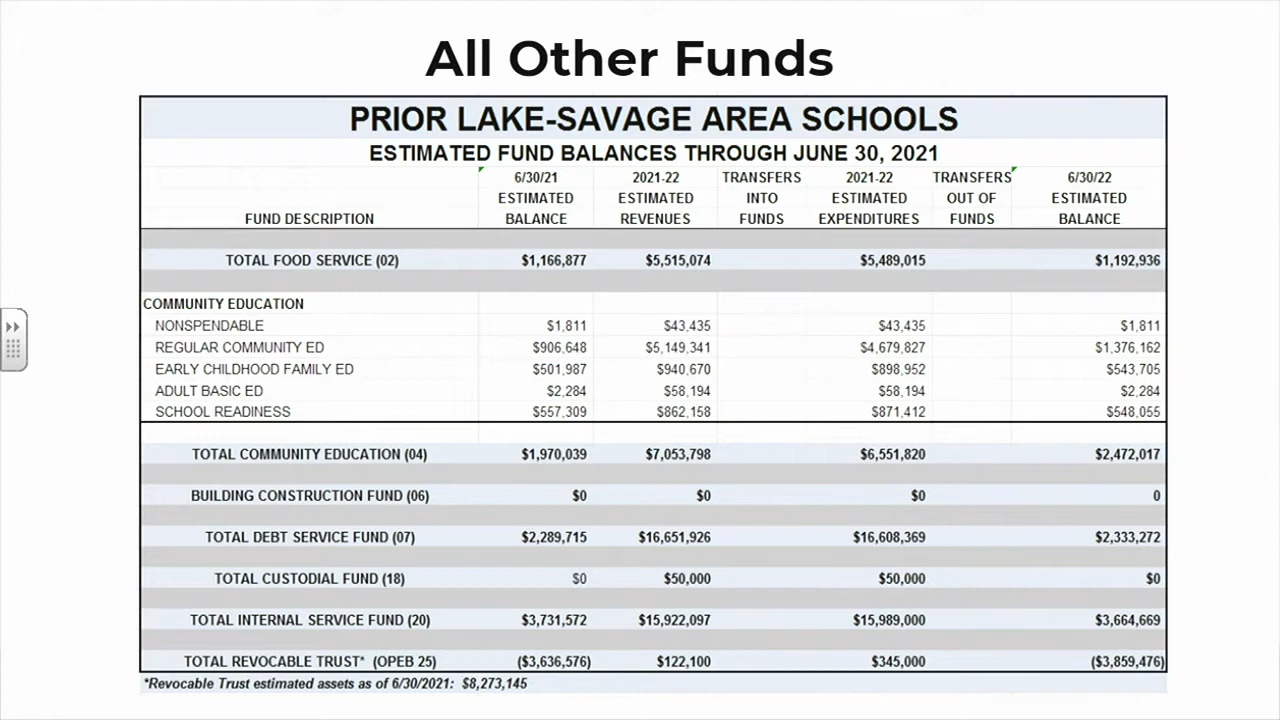 All Other Funds
PRIOR LAKE-SAVAGE AREA SCHOOLS
ESTIMATED FUND BALANCES THROUGH JUNE 30, 2021
6/30/21 2021-22 TRANSFERS 2021-22 TRANSFERS 6/30/22
ESTIMATED ESTIMATED INTO ESTIMATED OUT OF ESTIMATED
FUND DESCRIPTION BALANCE REVENUES FUNDS EXPENDITURES FUNDS BALANCE
TOTAL FOOD SERVICE (02) $1,166,877 $5,515,074 $5,489,015 $1,192,936
COMMUNITY EDUCATION
NONSPENDABLE $1,811 $43,435 $43,435 $1,811
REGULAR COMMUNITY ED $906,648 $5,149,341 $4,679,827 $1,376,162
EARLY CHILDHOOD FAMILY ED $501,987 $940,670 $898,952 $543,705
ADULT BASIC ED $2,284 $58,194 $58,194 $2,284
SCHOOL READINESS $557,309 $862,158 $871,412 $548,055
TOTAL COMMUNITY EDUCATION (04) $1,970,039 $7,053,798 $6,551,820 $2,472,017
BUILDING CONSTRUCTION FUND (06) $0 $0 $0 0
TOTAL DEBT SERVICE FUND (07) $2,289,715 $16,651,926 $16,608,369 $2,333,272
TOTAL CUSTODIAL FUND (18) $0 $50,000 $50,000 $0
TOTAL INTERNAL SERVICE FUND (20) $3,731,572 $15,922,097 $15,989,000 $3,664,669
TOTAL REVOCABLE TRUST* (OPEB 25) ($3,636,576) $122,100 $345,000 ($3,859,476)
*Revocable Trust estimated assets as of 6/30/2021: $8,273,145